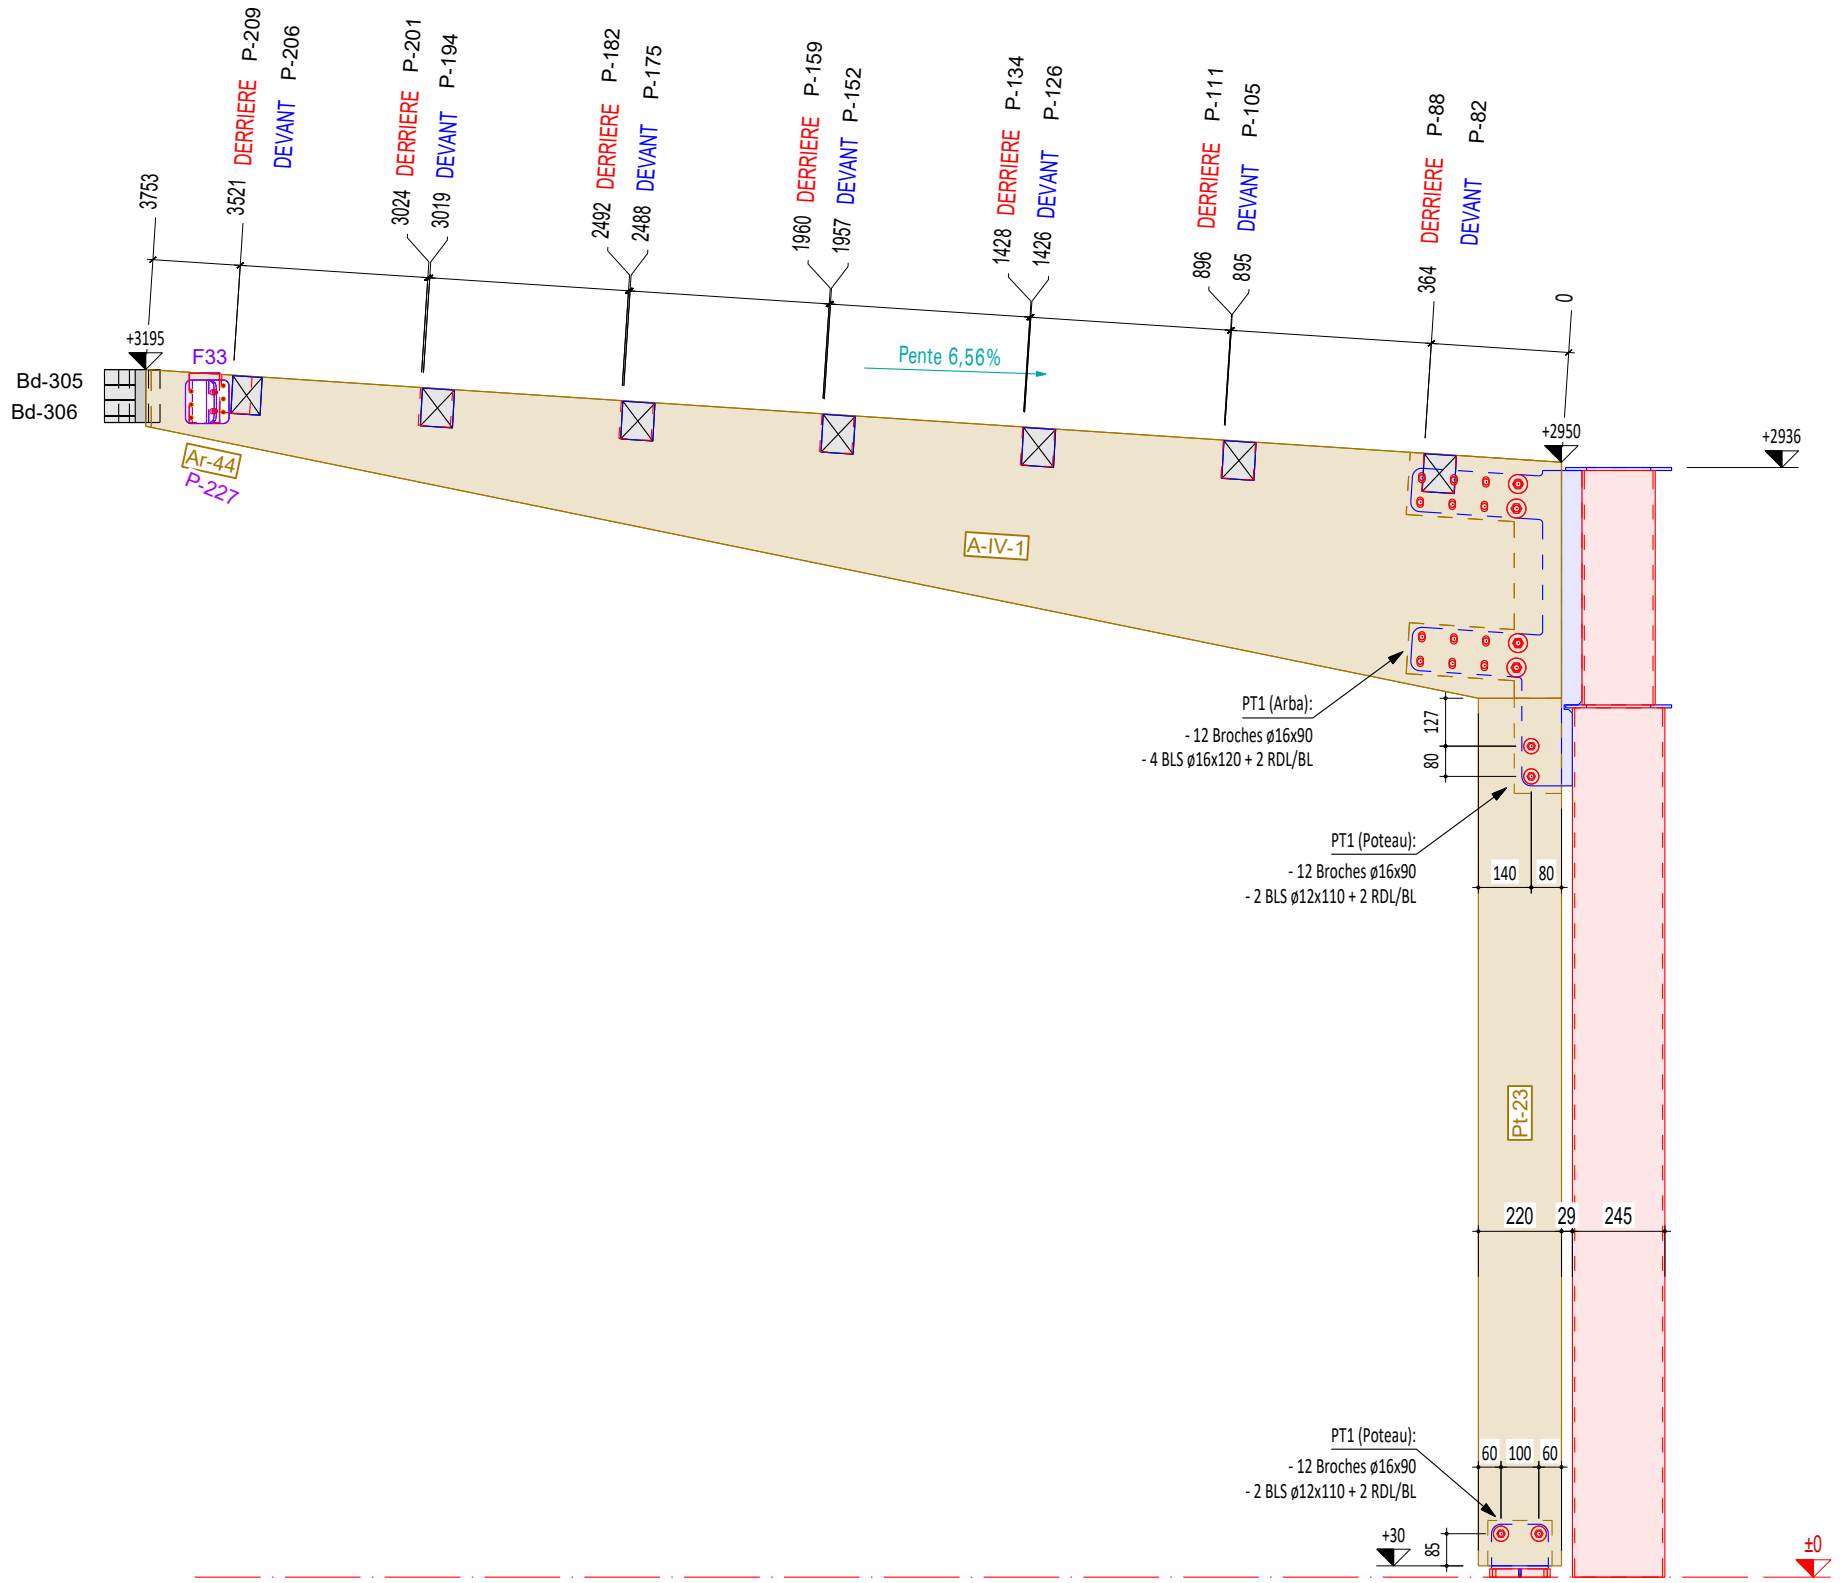 3753
3521 DERRIERE P-209
DEVANT P-206
3024 DERRIERE P-201
3019 DEVANT P-194
2492 DERRIERE P-182
2488 DEVANT P-175
1960 DERRIERE P-159
1957 DEVANT P-152
1428 DERRIERE P-134
1426 DEVANT P-126
896 DERRIERE P-111
895 DEVANT P-105
364 DERRIERE P-88
DEVANT P-82
0
+3195
F33
Pente 6,56%
Bd-305
Bd-306
+2950
+2936
Ar-44
P-227
A-IV-1
PT1 (Arba):
- 12 Broches ø16x90
- 4 BLS ø16x120 + 2 RDL/BL
127
80
PT1 (Poteau):
- 12 Broches ø16x90
- 2 BLS ø12x110 + 2 RDL/BL
140 80
Pt-23
220 29 245
PT1 (Poteau):
- 12 Broches ø16x90
- 2 BLS ø12x110 + 2 RDL/BL
60 100 60
+30
85
±0